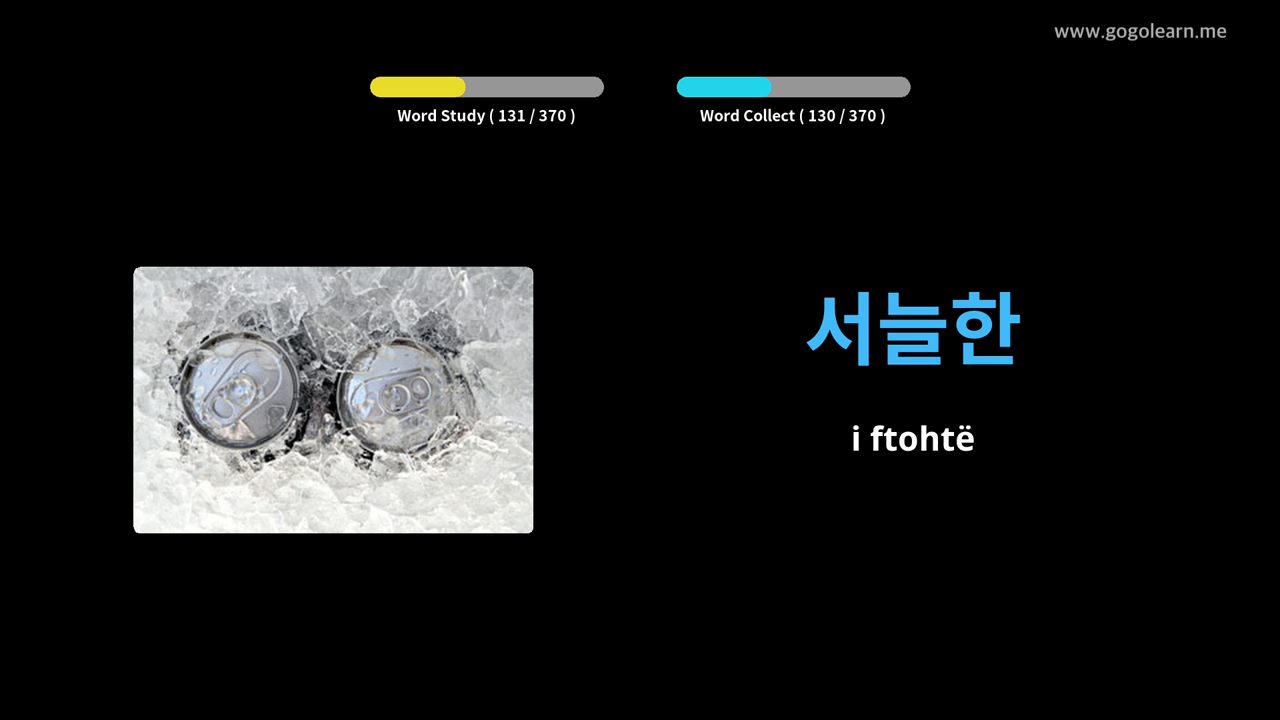 www.gogolearn.me
Word Study ( 131 / 370 )
Word Collect ( 130 / 370 )
서늘한
i ftohtë